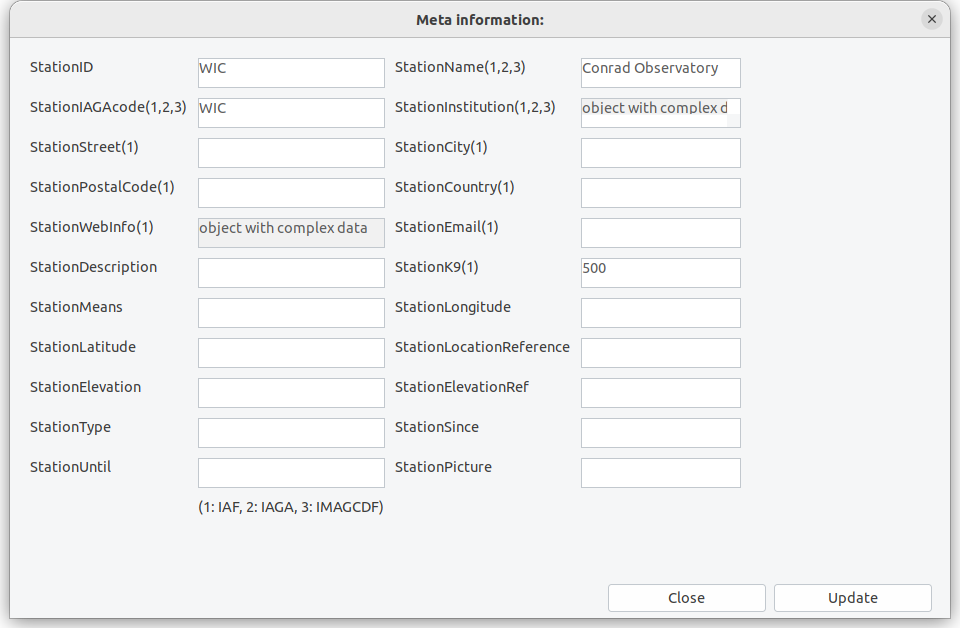 Meta information:
StationID WIC StationName(1,2,3) Conrad Observatory
StationIAGAcode(1,2,3) WIC StationInstitution(1,2,3) object with complex d
StationStreet(1) StationCity(1)
StationPostalCode(1) StationCountry(1)
StationWebInfo(1) object with complex data StationEmail(1)
StationDescription StationK9(1) 500
StationMeans StationLongitude
StationLatitude StationLocationReference
StationElevation StationElevationRef
StationType StationSince
StationUntil StationPicture
(1: IAF, 2: IAGA, 3: IMAGCDF)
Close Update